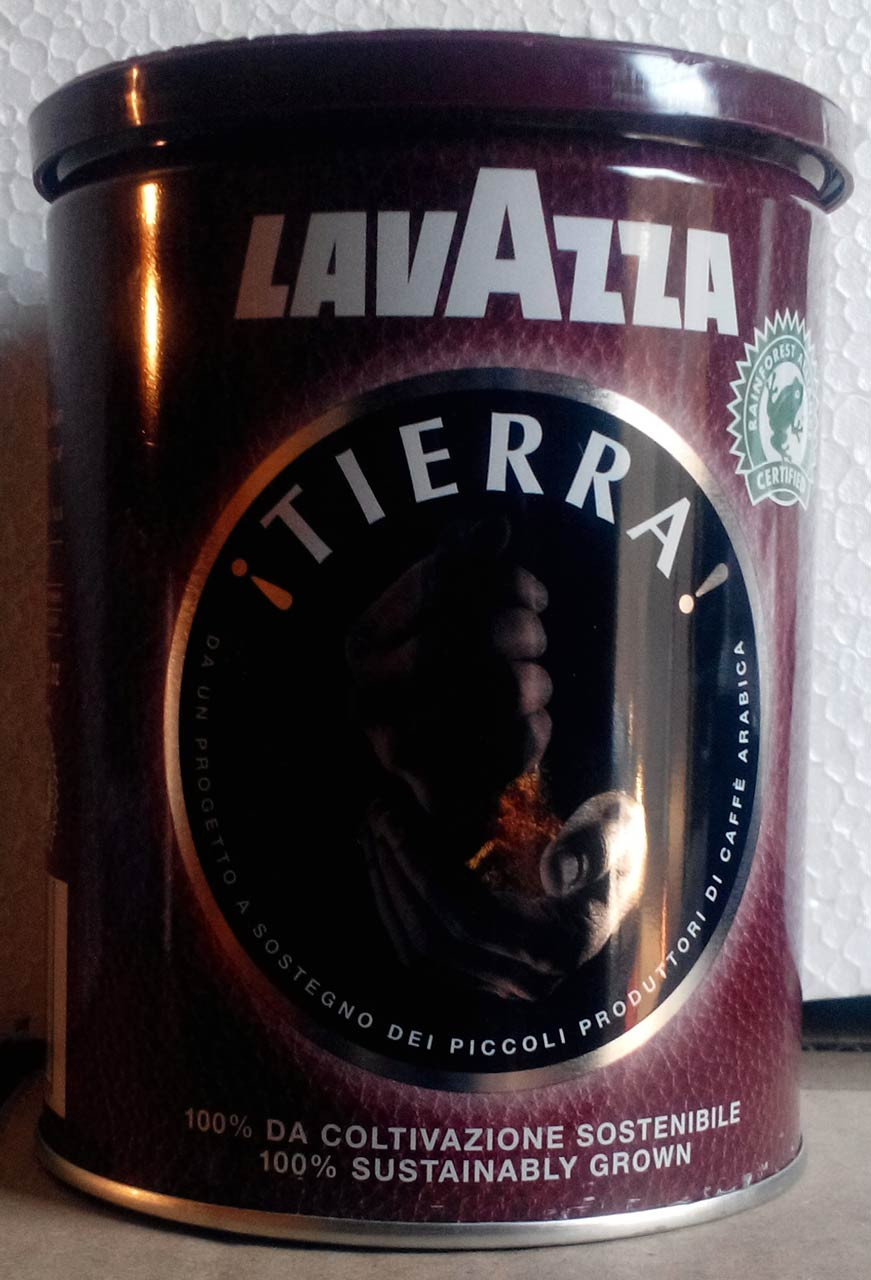 LAVAZZA
RAINFOREST
CERTIFIED
¡TIERRA!
DA UN PROGETTO A SOSTEGNO DEI PICCOLI PRODUTTORI DI CAFFÈ ARABICA
100% DA COLTIVAZIONE SOSTENIBILE
100% SUSTAINABLY GROWN